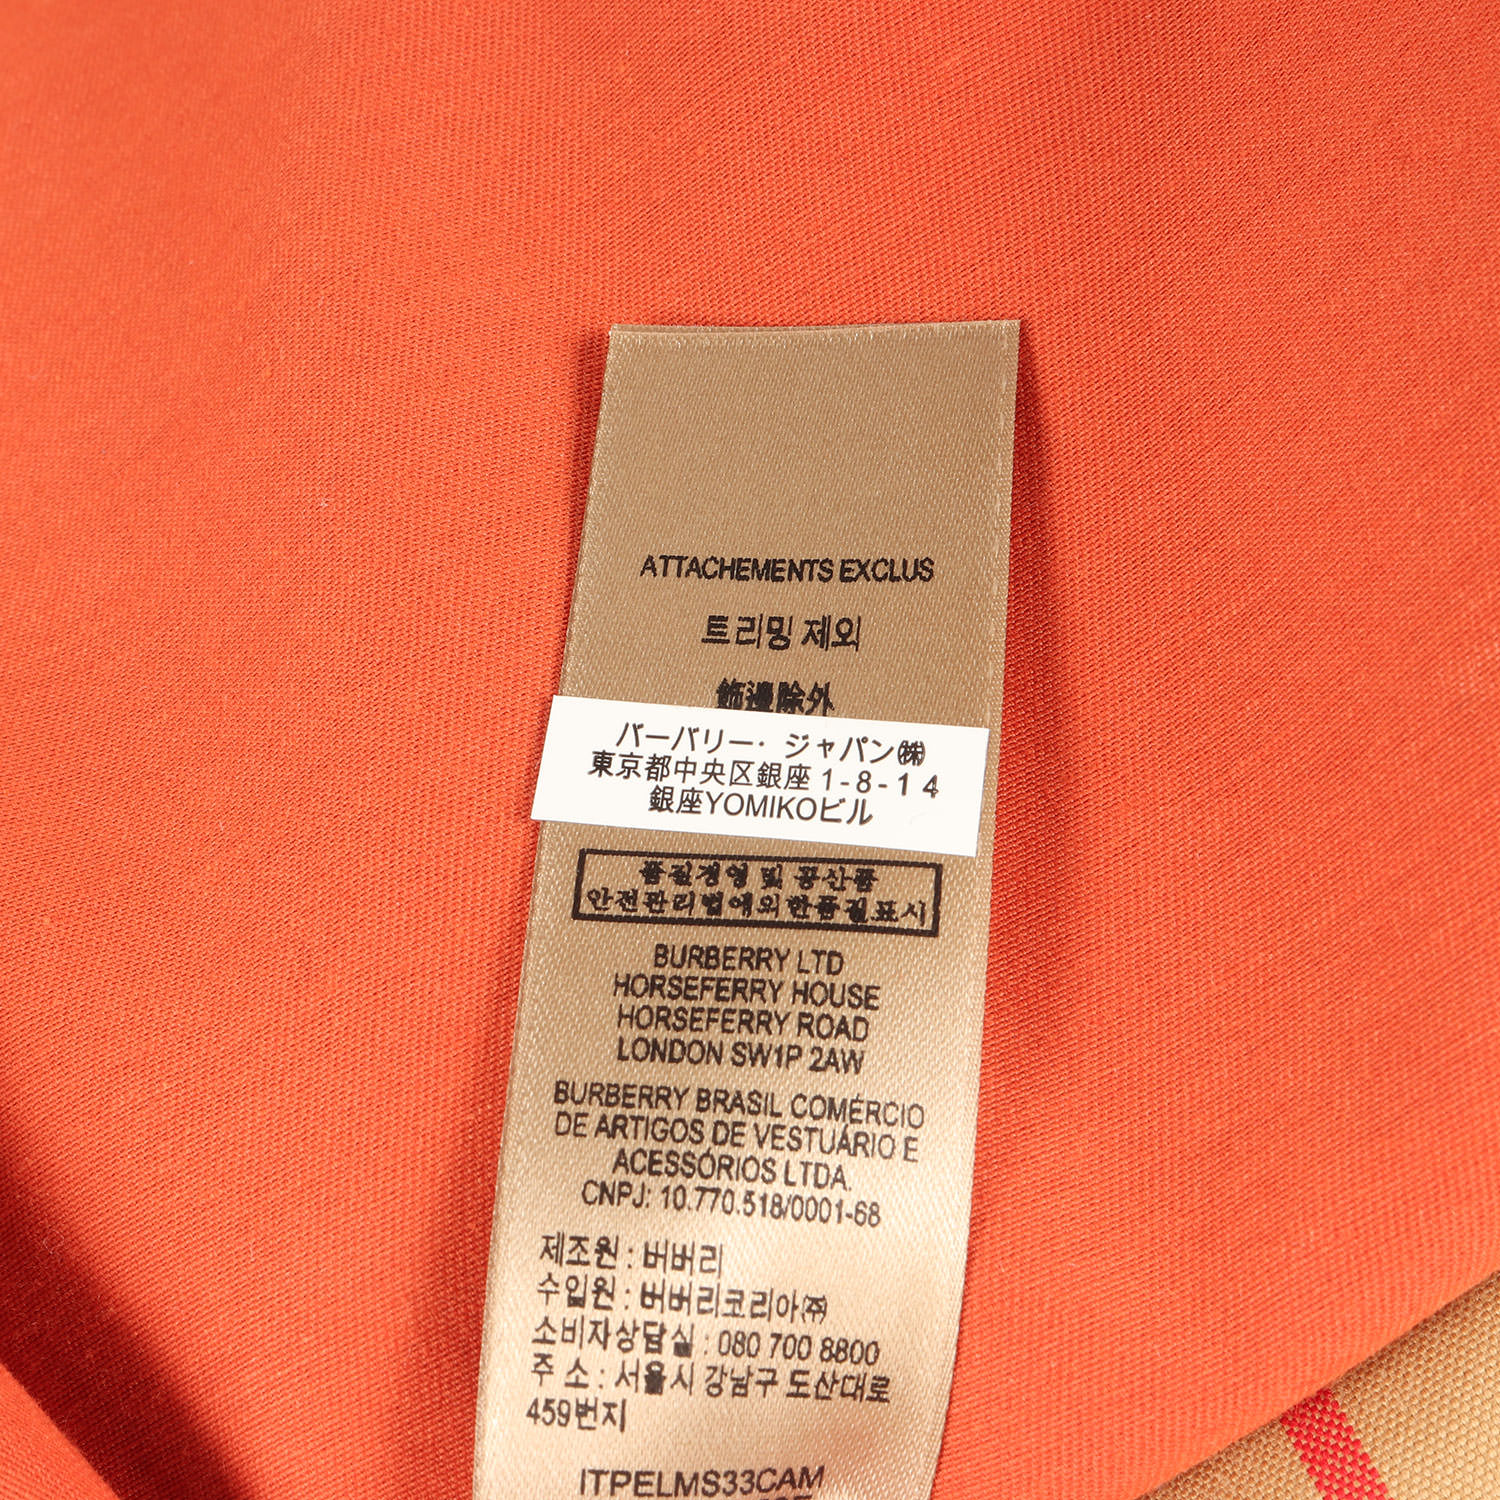 ATTACHEMENTS EXCLUS
트리밍 제외
飾邊除外
バーバリー・ジャパン㈱
東京都中央区銀座 1-8-14
銀座YOMIKOビル
품질경영 및 공산품
안전관리법에의한품질표시
BURBERRY LTD
HORSEFERRY HOUSE
HORSEFERRY ROAD
LONDON SW1P 2AW
BURBERRY BRASIL COMÉRCIO
DE ARTIGOS DE VESTUÁRIO E
ACESSÓRIOS LTDA.
CNPJ: 10.770.518/0001-68
제조원 : 버버리
수입원 : 버버리코리아㈜
소비자상담실 : 080 700 8800
주 소 : 서울시 강남구 도산대로
459번지
ITPELMS33CAM